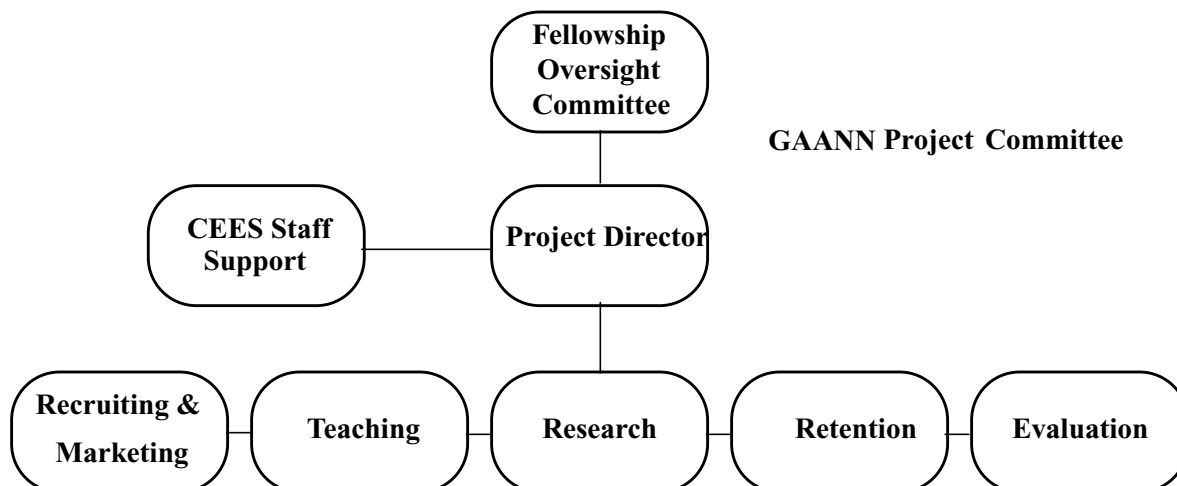 Fellowship
Oversight
Committee
GAANN Project Committee
CEES Staff
Support
Project Director
Recruiting &
Marketing
Teaching
Research
Retention
Evaluation